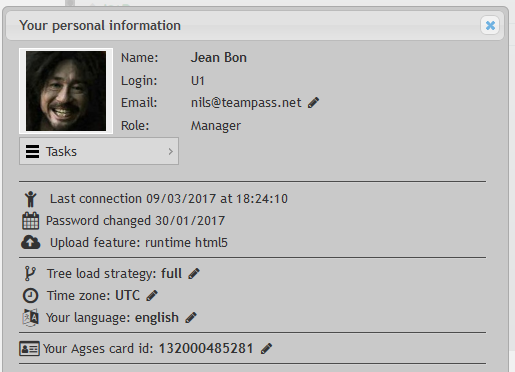 Your personal information
Name: Jean Bon
Login: U1
Email: nils@teampass.net
Role: Manager
Tasks
Last connection 09/03/2017 at 18:24:10
Password changed 30/01/2017
Upload feature: runtime html5
Tree load strategy: full
Time zone: UTC
Your language: english
Your Agses card id: 132000485281